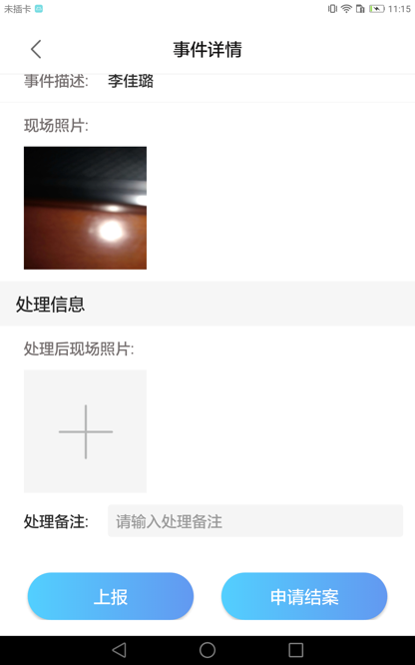 未插卡 11:15
事件详情
事件描述: 李佳璐
现场照片:
处理信息
处理后现场照片:
处理备注: 请输入处理备注
上报 申请结案